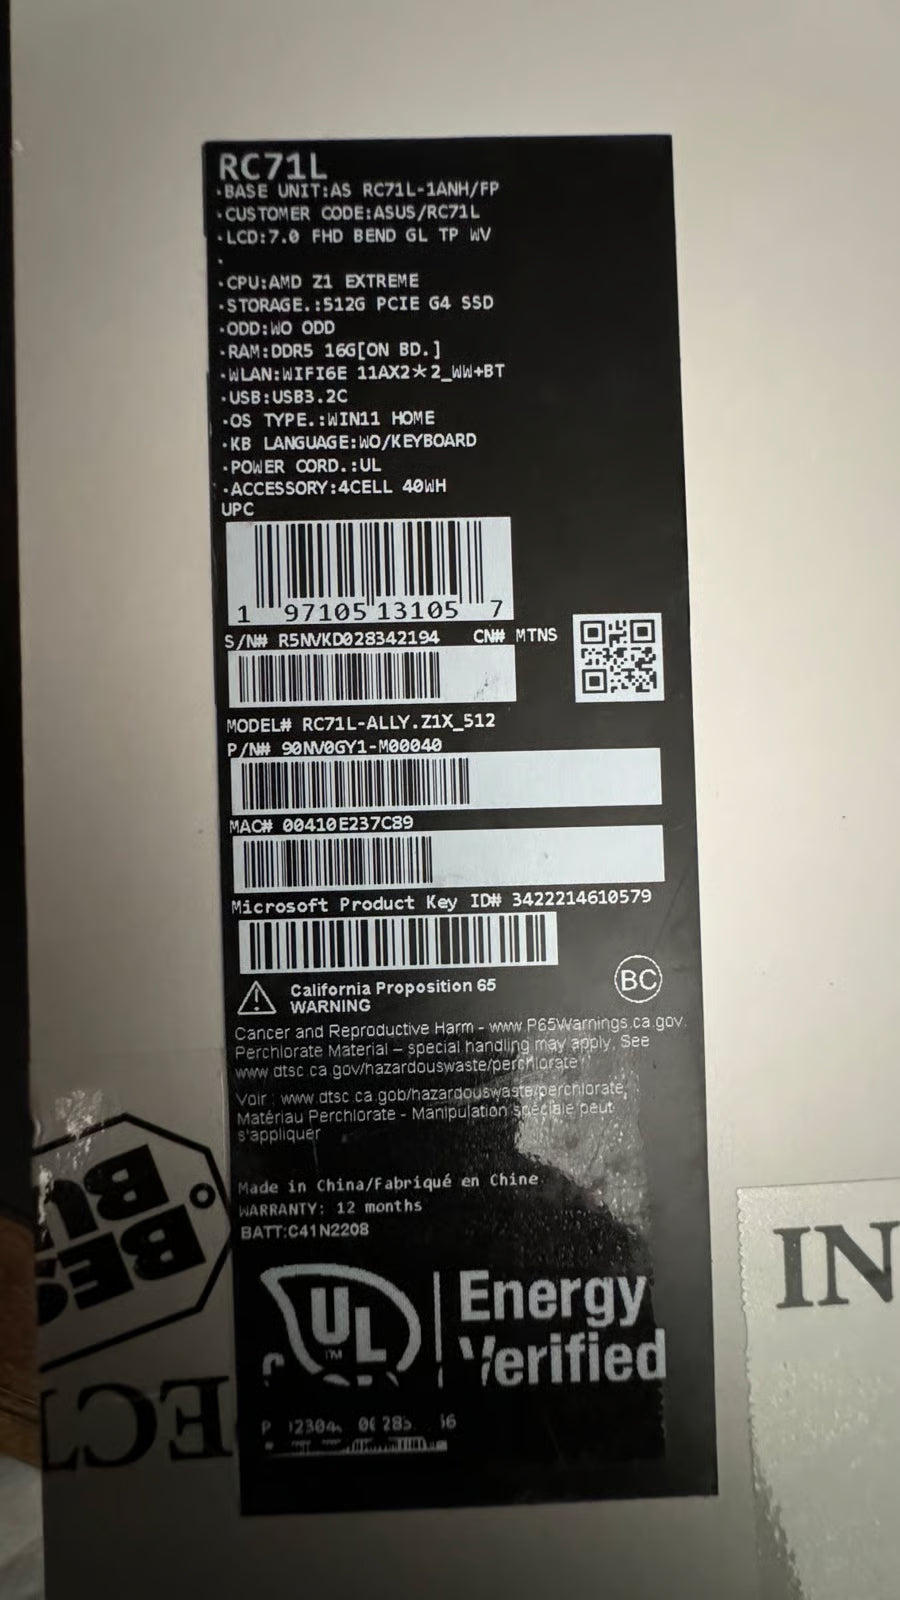 RC71L
·BASE UNIT:AS RC71L-1ANH/FP
·CUSTOMER CODE:ASUS/RC71L
·LCD:7.0 FHD BEND GL TP WV
·
·CPU:AMD Z1 EXTREME
·STORAGE.:512G PCIE G4 SSD
·ODD:WO ODD
·RAM:DDR5 16G[ON BD.]
·WLAN:WIFI6E 11AX2*2_WW+BT
·USB:USB3.2C
·OS TYPE.:WIN11 HOME
·KB LANGUAGE:WO/KEYBOARD
·POWER CORD.:UL
·ACCESSORY:4CELL 40WH
UPC
1 97105 13105 7
S/N# R5NVKD028342194 CN# MTNS
MODEL# RC71L-ALLY.Z1X_512
P/N# 90NV0GY1-M00040
MAC# 00410E237C89
Microsoft Product Key ID# 3422214610579
BC
California Proposition 65
WARNING
Cancer and Reproductive Harm - www.P65Warnings.ca.gov.
Perchlorate Material – special handling may apply. See
www.dtsc.ca.gov/hazardouswaste/perchlorate
Voir : www.dtsc.ca.gob/hazardouswaste/perchlorate,
Matériau Perchlorate - Manipulation spéciale peut
s'appliquer
Made in China/Fabriqué en Chine
WARRANTY: 12 months
BATT:C41N2208
UL
TM
Energy
Verified
BEST
BUY
IN